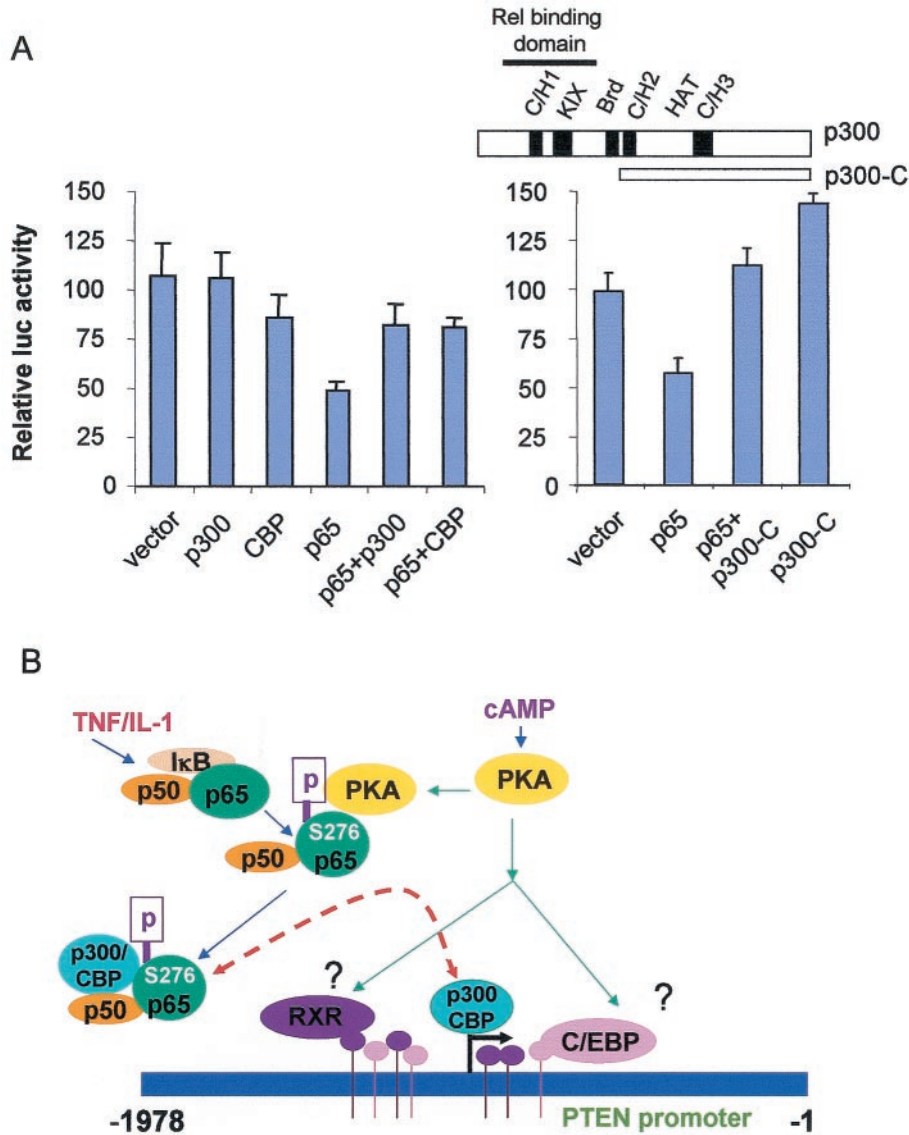 A
Rel binding
domain
C/H1
KIX
Brd
C/H2
HAT
C/H3
p300
p300-C
Relative luc activity
150
125
100
75
50
25
0
vector
p300
CBP
p65
p65+p300
p65+CBP
150
125
100
75
50
25
0
vector
p65
p65+
p300-C
p300-C
B
TNF/IL-1
IκB
p50
p65
p
PKA
cAMP
PKA
S276
p50
p65
p
p300/
CBP
S276
p50
p65
?
RXR
p300
CBP
?
C/EBP
-1978
PTEN promoter
-1